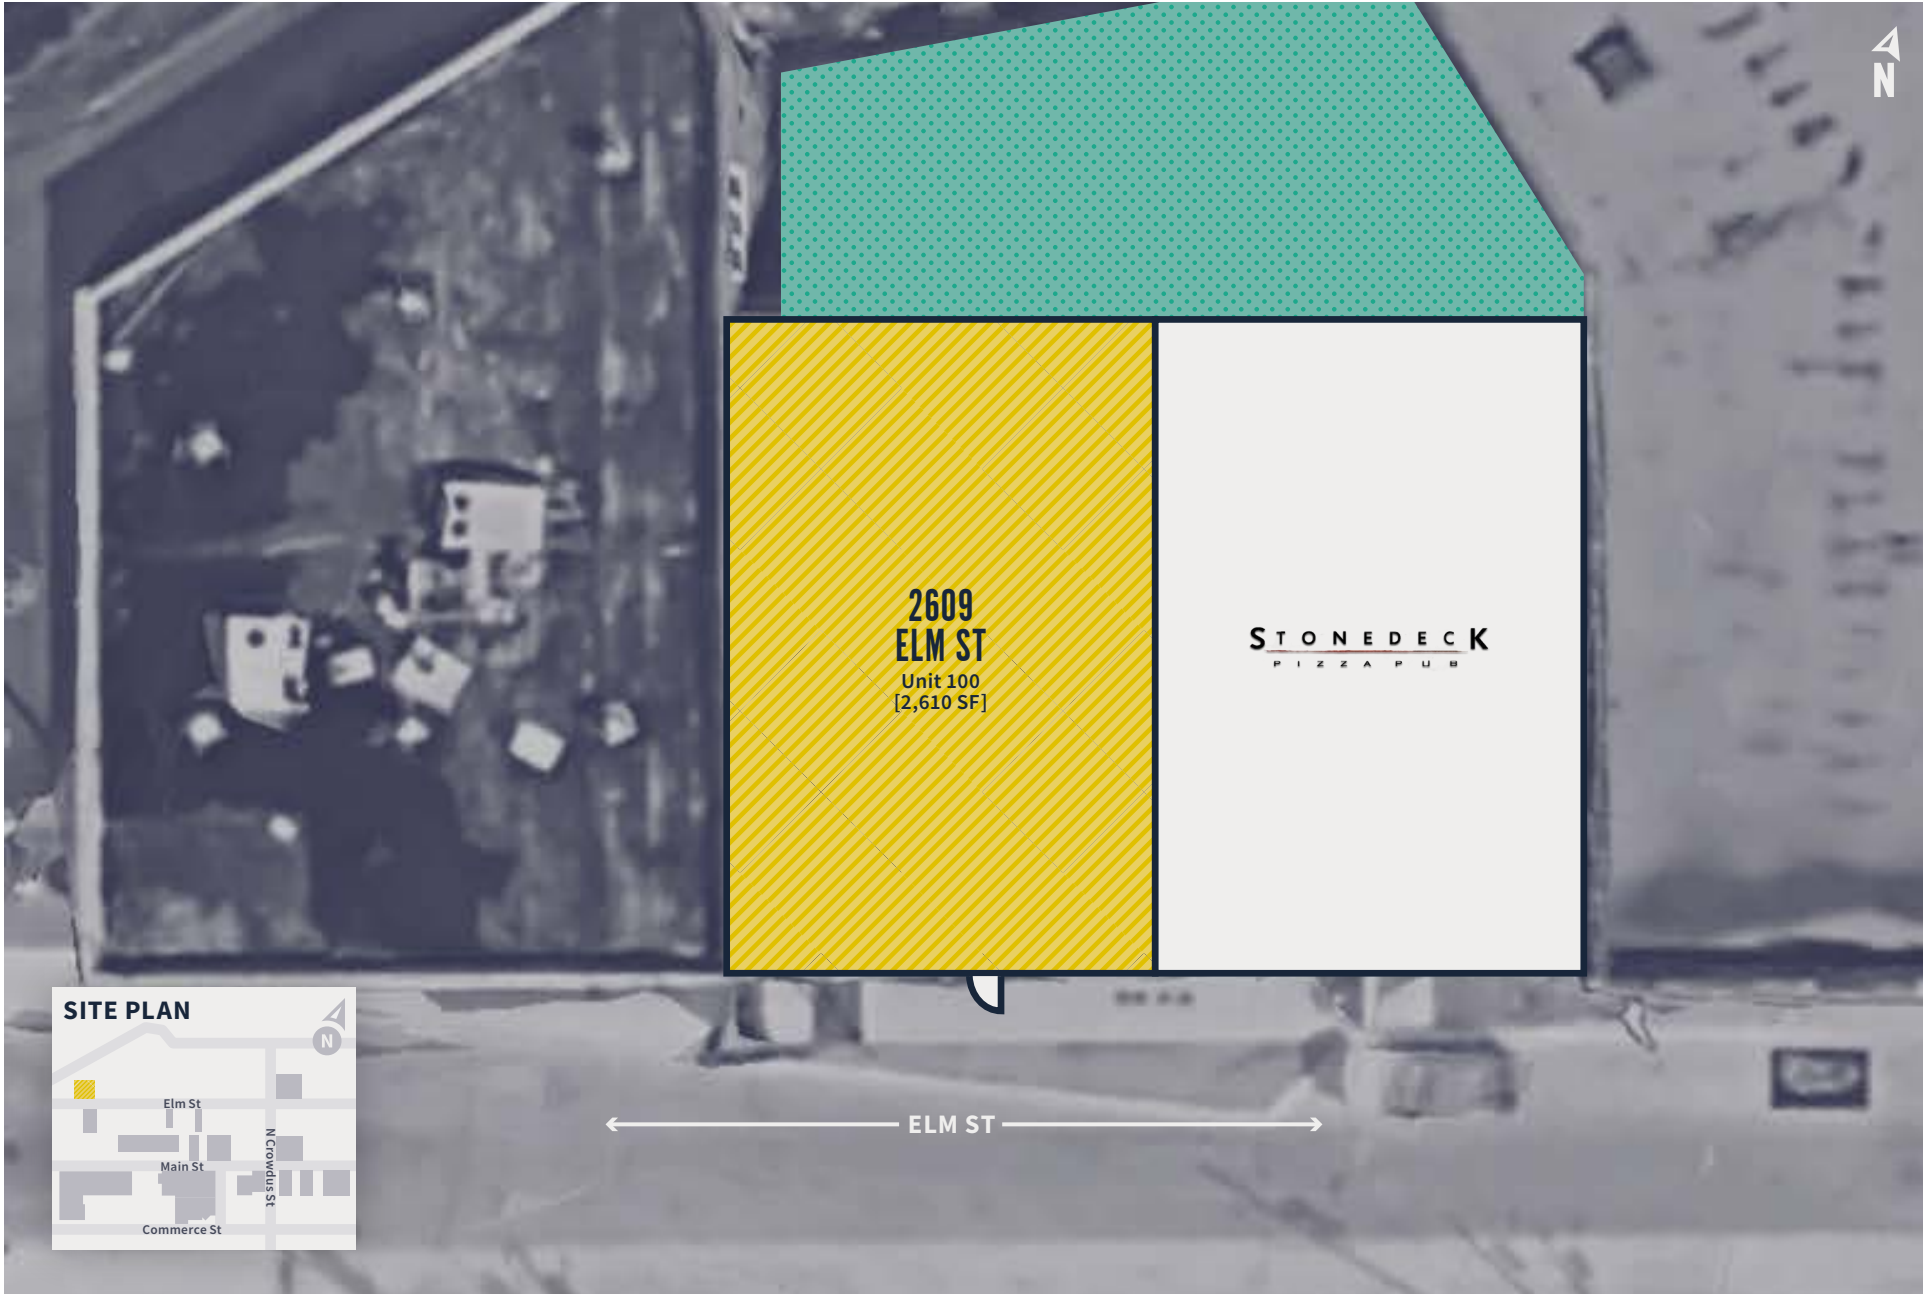 N
2609
ELM ST
Unit 100
[2,610 SF]
STONEDECK
PIZZA PUB
ELM ST
SITE PLAN
N
Elm St
N Crowdus St
Main St
Commerce St